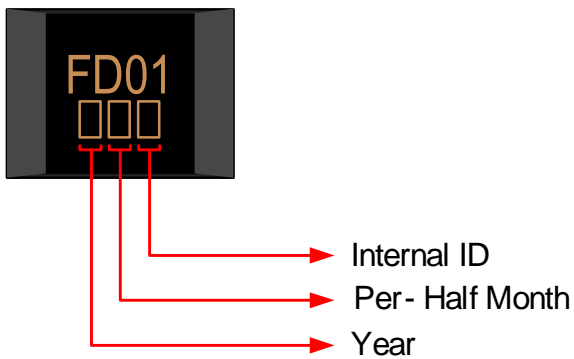 FD01
Internal ID
Per - Half Month
Year